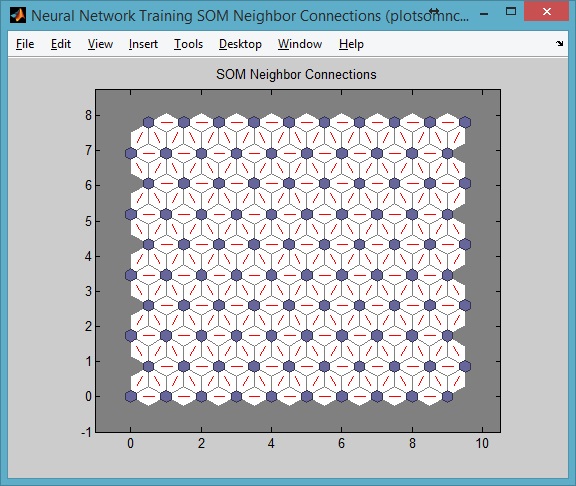 Neural Network Training SOM Neighbor Connections (plotsomnc...
File Edit View Insert Tools Desktop Window Help
SOM Neighbor Connections
8
7
6
5
4
3
2
1
0
-1
0 2 4 6 8 10